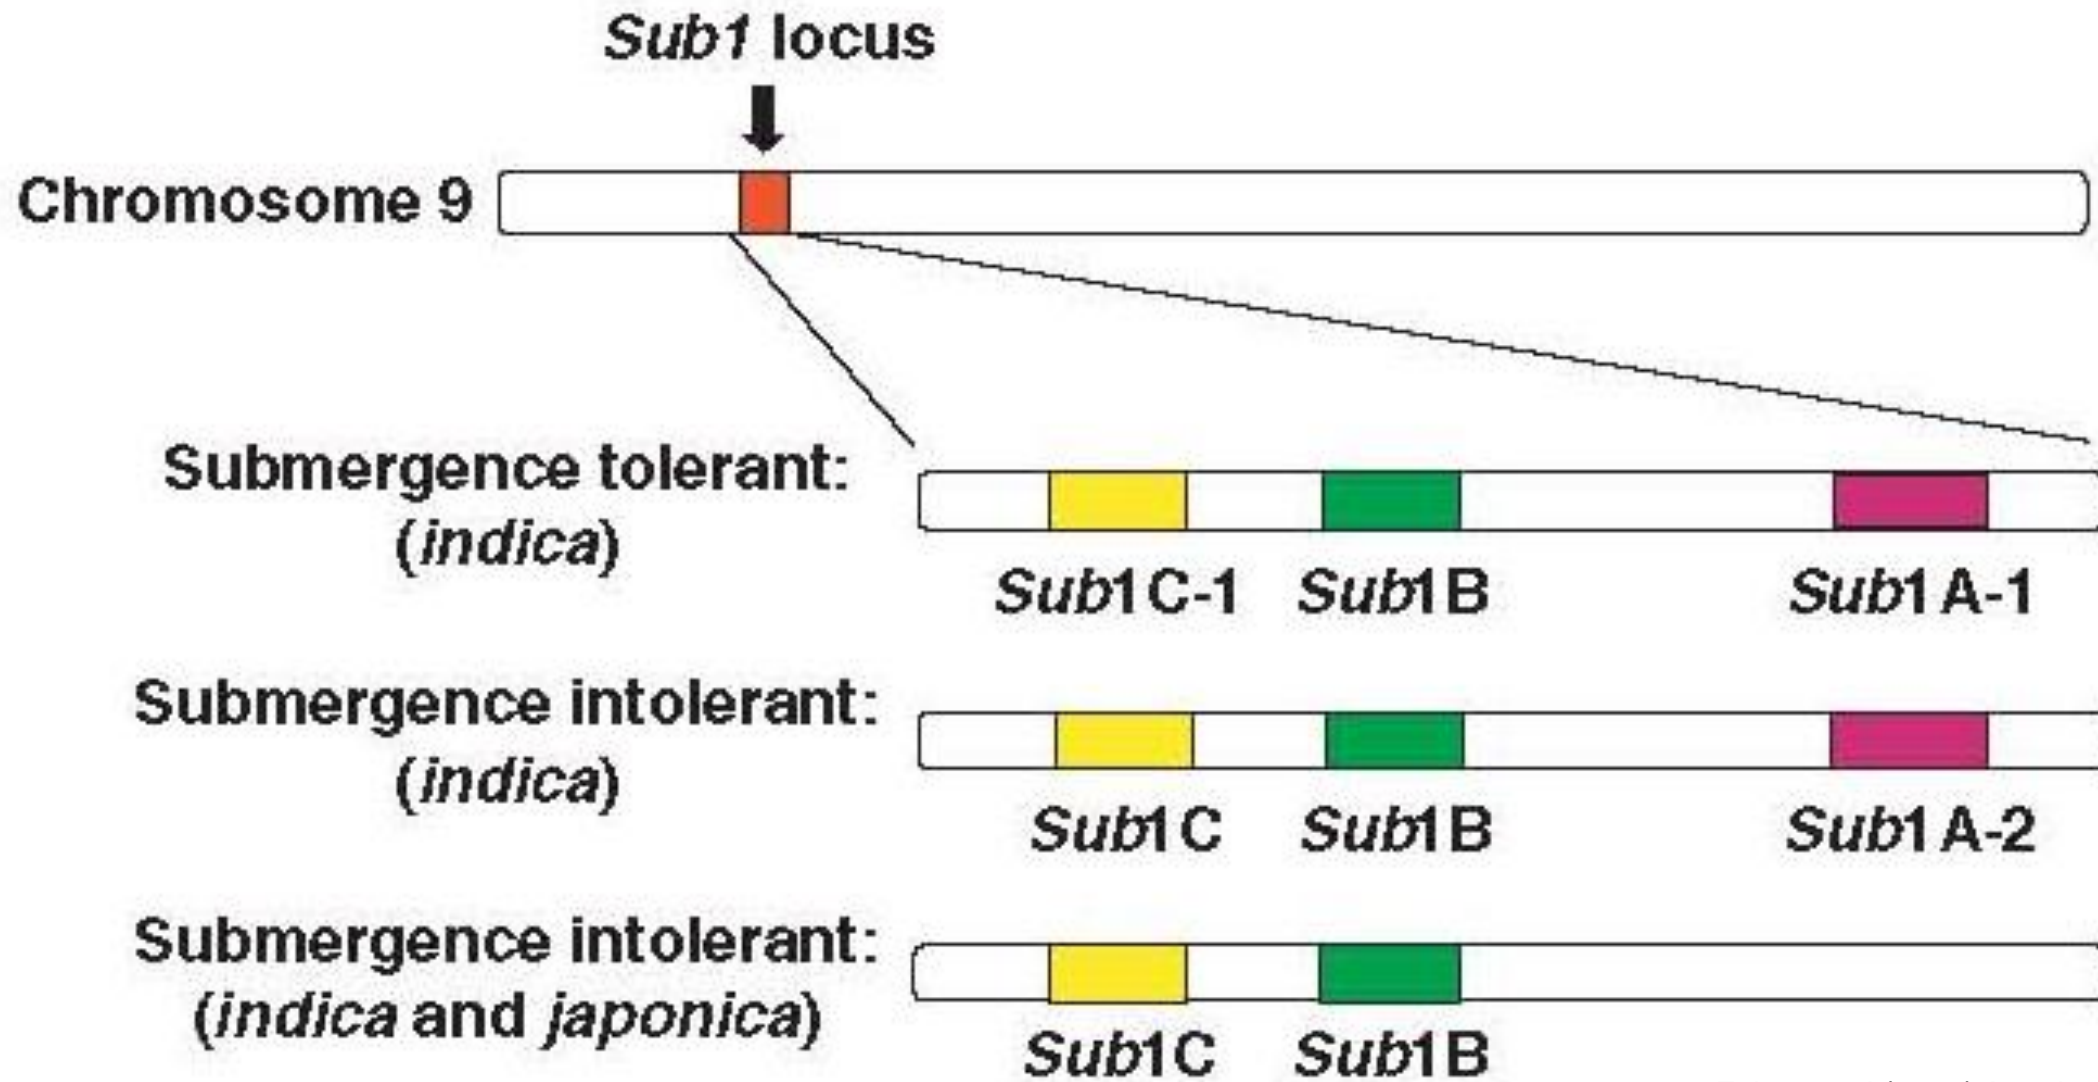 Sub1 locus
Chromosome 9
Submergence tolerant:
(indica)
Sub1C-1 Sub1B Sub1A-1
Submergence intolerant:
(indica)
Sub1C Sub1B Sub1A-2
Submergence intolerant:
(indica and japonica)
Sub1C Sub1B